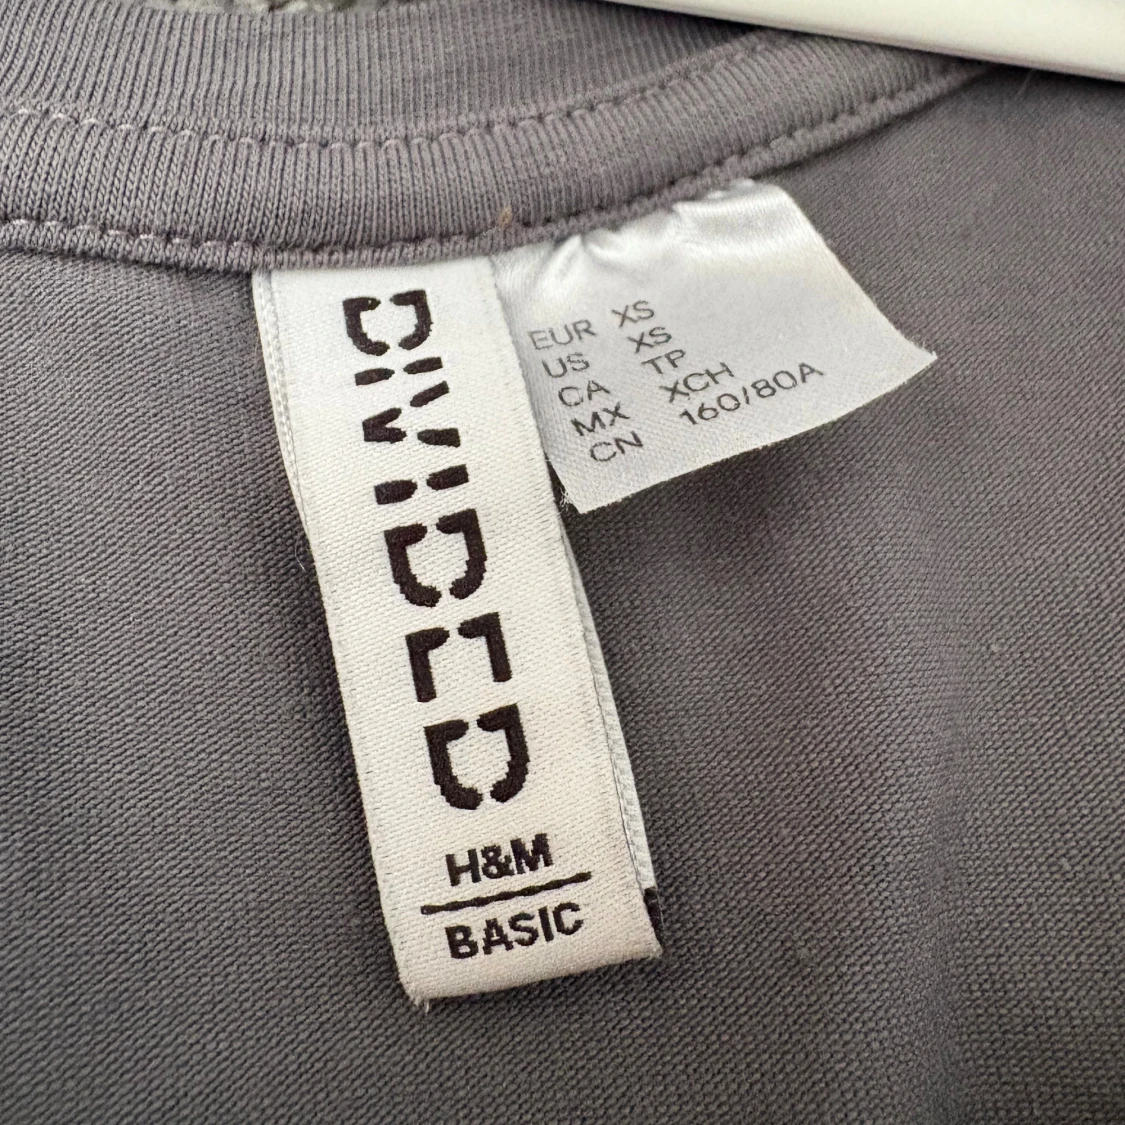 DIVIDED
H&M
BASIC
EUR XS
US XS
CA TP
MX XCH
CN 160/80A